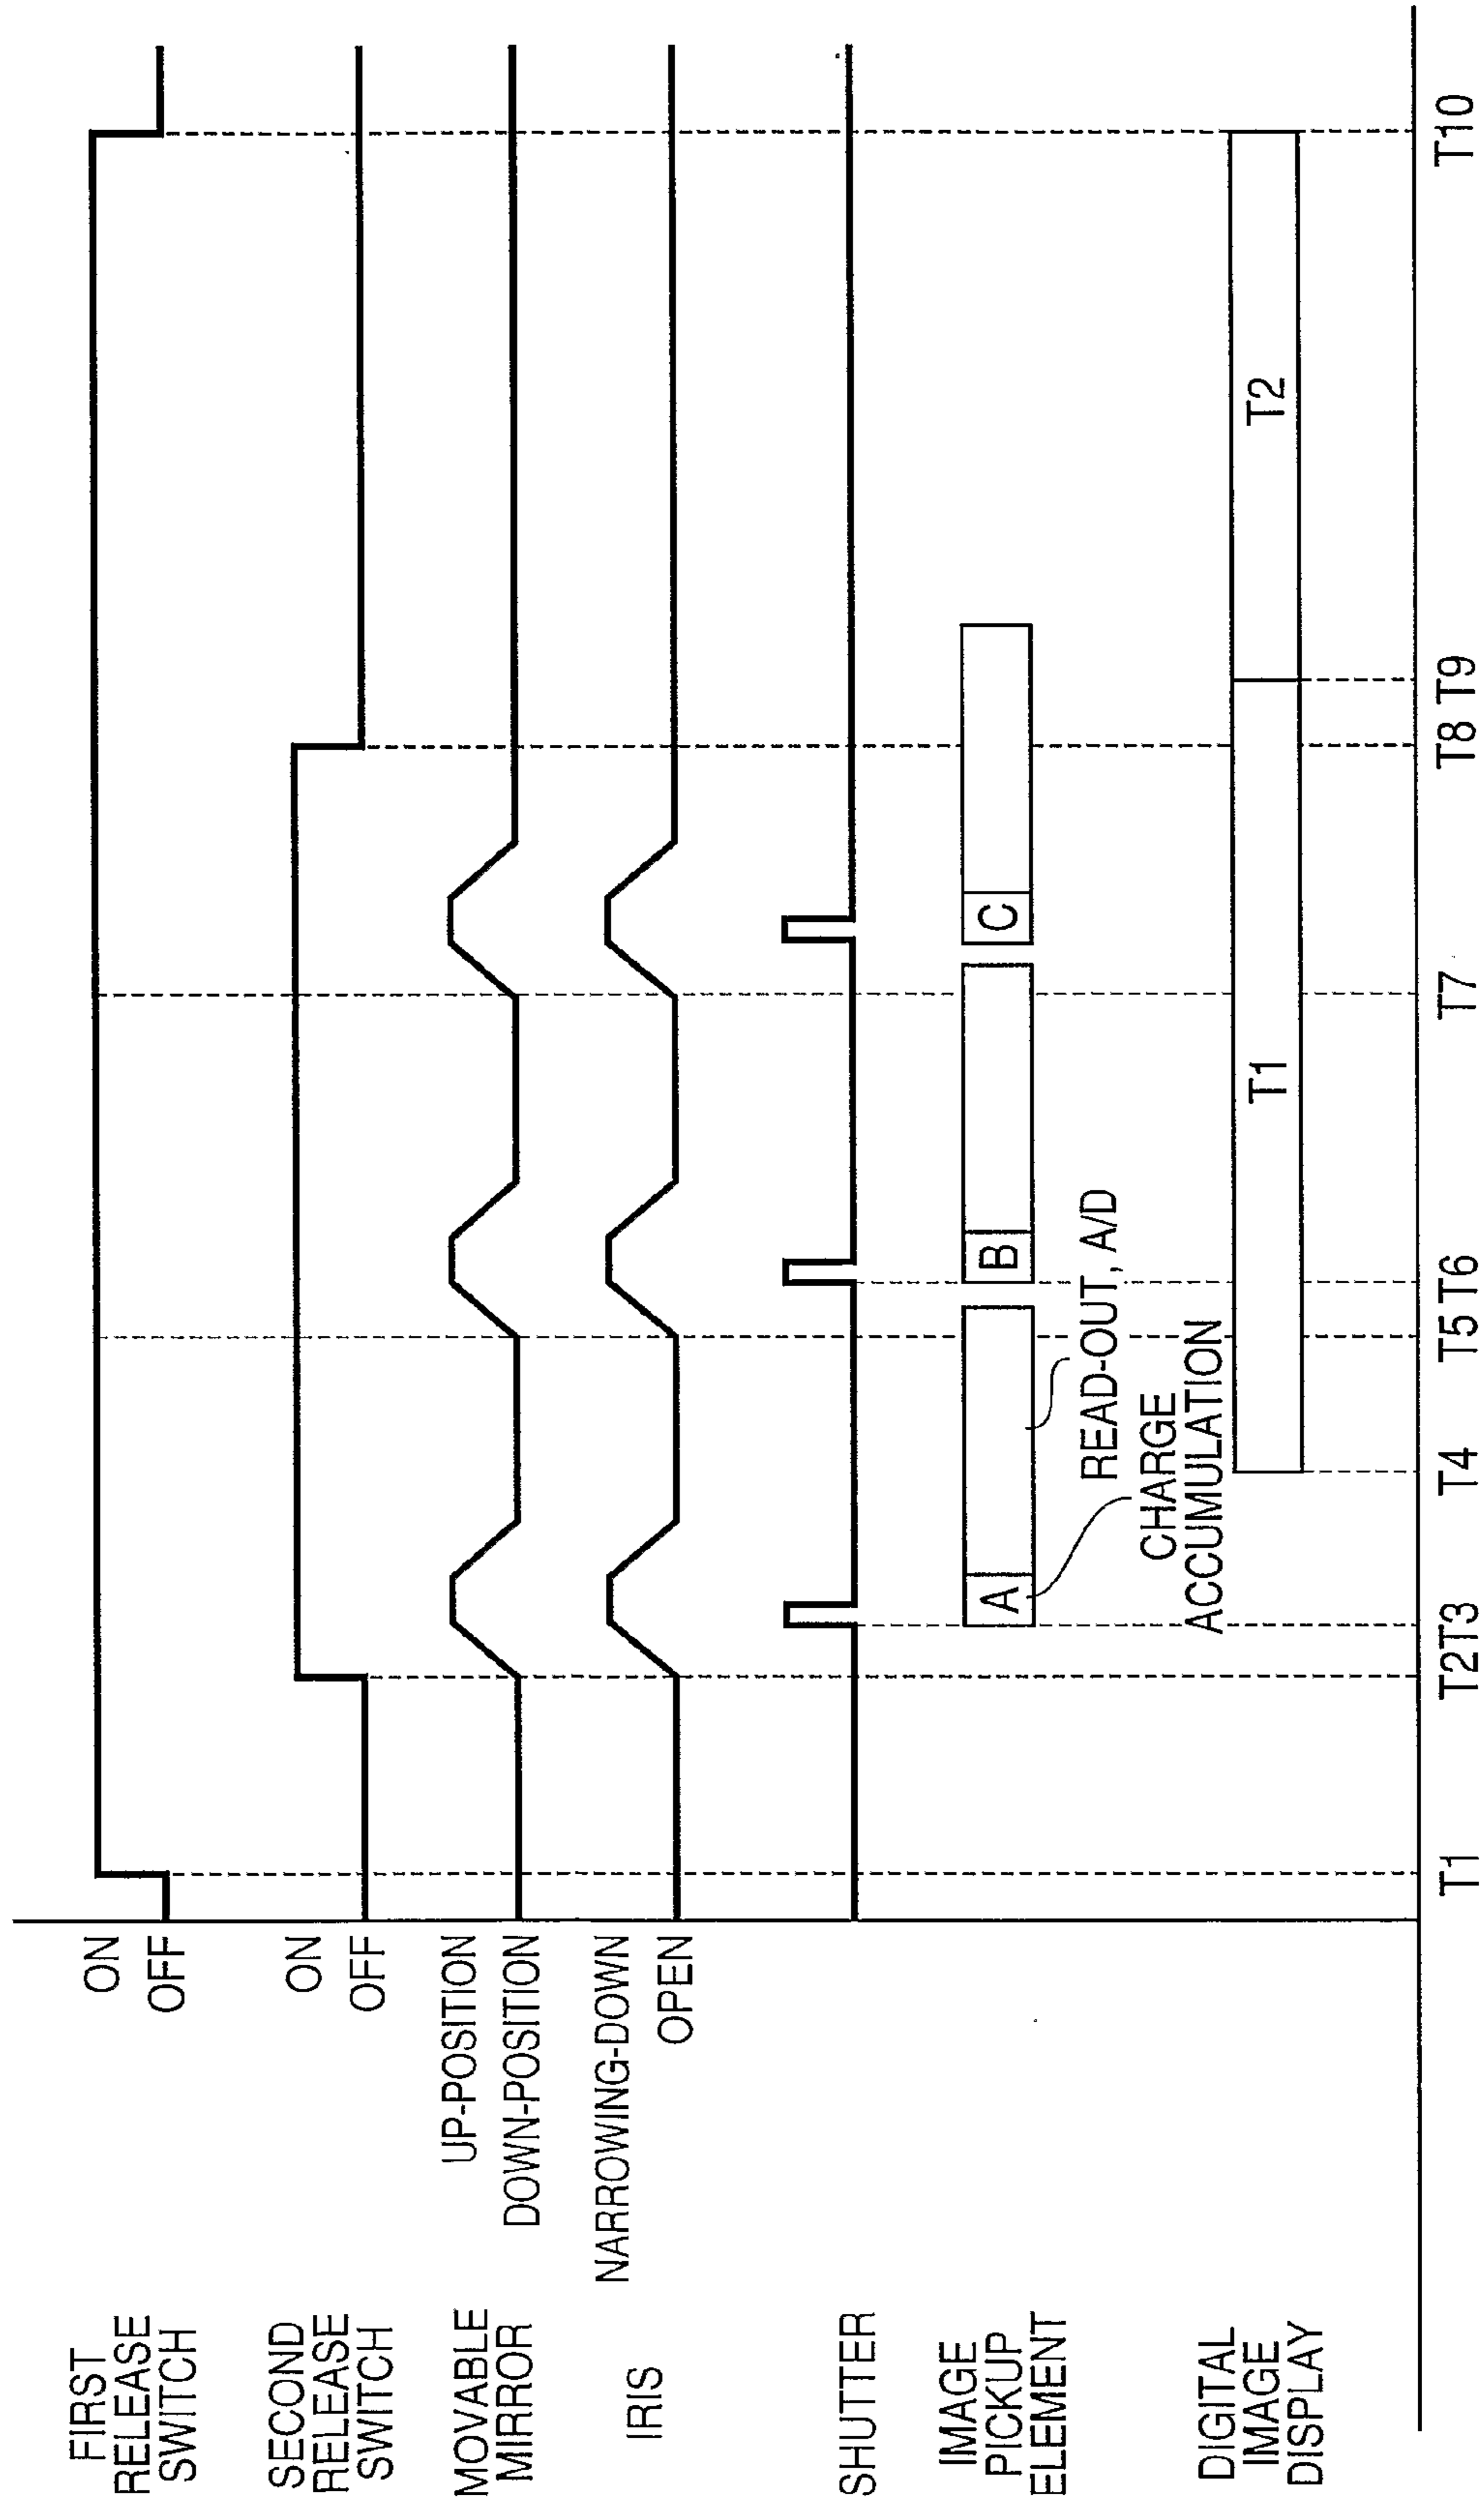 FIRST
RELEASE
SWITCH
ON
OFF
SECOND
RELEASE
SWITCH
ON
OFF
MOVABLE
MIRROR
UP-POSITION
DOWN-POSITION
IRIS
NARROWING-DOWN
OPEN
SHUTTER
IMAGE
PICKUP
ELEMENT
A
B
C
READ-OUT, A/D
CHARGE
ACCUMULATION
DIGITAL
IMAGE
DISPLAY
T1
T2
T1
T2
T3
T4
T5
T6
T7
T8
T9
T10